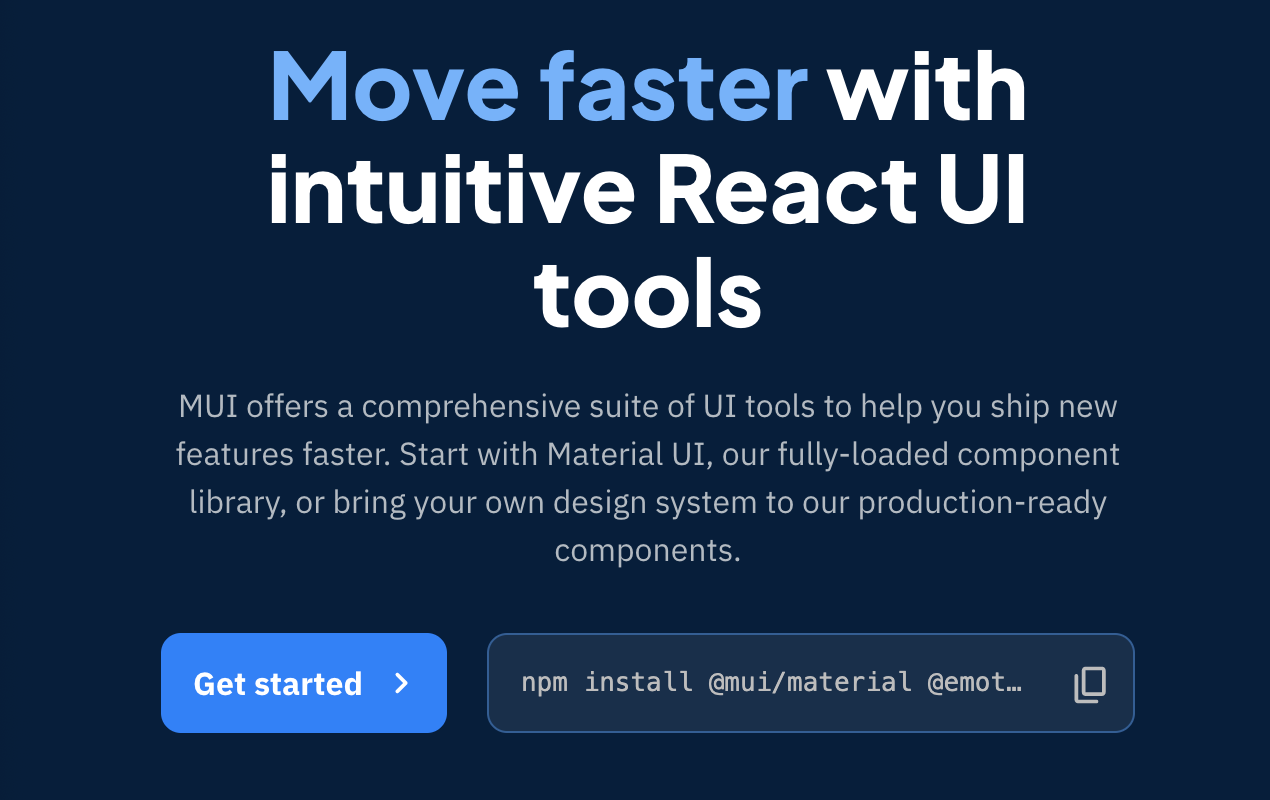 Move faster with
intuitive React UI
tools
MUI offers a comprehensive suite of UI tools to help you ship new
features faster. Start with Material UI, our fully-loaded component
library, or bring your own design system to our production-ready
components.
Get started
npm install @mui/material @emot…